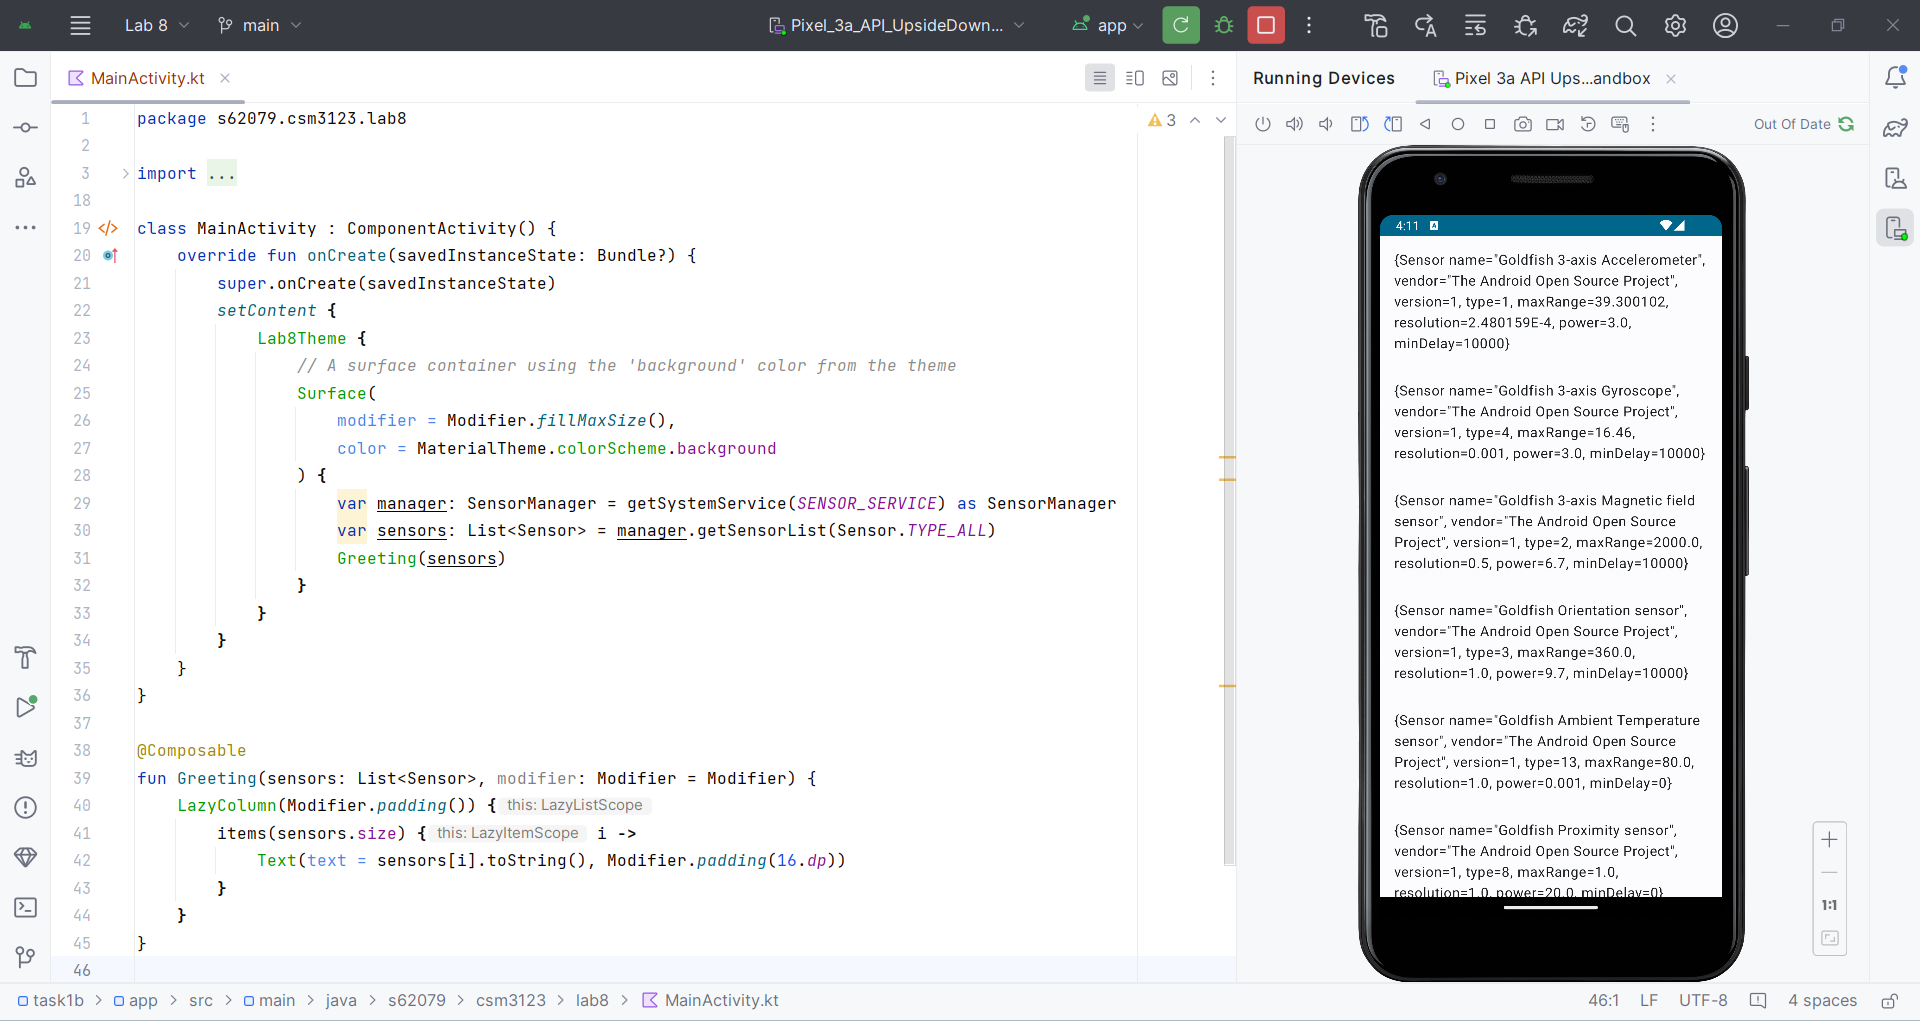 Lab 8
main
Pixel_3a_API_UpsideDown...
app
MainActivity.kt
Running Devices
Pixel 3a API Ups...andbox
Out Of Date
3
1 package s62079.csm3123.lab8
2
3 import ...
18
19 class MainActivity : ComponentActivity() {
20 override fun onCreate(savedInstanceState: Bundle?) {
21 super.onCreate(savedInstanceState)
22 setContent {
23 Lab8Theme {
24 // A surface container using the 'background' color from the theme
25 Surface(
26 modifier = Modifier.fillMaxSize(),
27 color = MaterialTheme.colorScheme.background
28 ) {
29 var manager: SensorManager = getSystemService(SENSOR_SERVICE) as SensorManager
30 var sensors: List<Sensor> = manager.getSensorList(Sensor.TYPE_ALL)
31 Greeting(sensors)
32 }
33 }
34 }
35 }
36 }
37
38 @Composable
39 fun Greeting(sensors: List<Sensor>, modifier: Modifier = Modifier) {
40 LazyColumn(Modifier.padding()) { this: LazyListScope
41 items(sensors.size) { this: LazyItemScope i ->
42 Text(text = sensors[i].toString(), Modifier.padding(16.dp))
43 }
44 }
45 }
46
4:11 A
{Sensor name="Goldfish 3-axis Accelerometer",
vendor="The Android Open Source Project",
version=1, type=1, maxRange=39.300102,
resolution=2.480159E-4, power=3.0,
minDelay=10000}
{Sensor name="Goldfish 3-axis Gyroscope",
vendor="The Android Open Source Project",
version=1, type=4, maxRange=16.46,
resolution=0.001, power=3.0, minDelay=10000}
{Sensor name="Goldfish 3-axis Magnetic field
sensor", vendor="The Android Open Source
Project", version=1, type=2, maxRange=2000.0,
resolution=0.5, power=6.7, minDelay=10000}
{Sensor name="Goldfish Orientation sensor",
vendor="The Android Open Source Project",
version=1, type=3, maxRange=360.0,
resolution=1.0, power=9.7, minDelay=10000}
{Sensor name="Goldfish Ambient Temperature
sensor", vendor="The Android Open Source
Project", version=1, type=13, maxRange=80.0,
resolution=1.0, power=0.001, minDelay=0}
{Sensor name="Goldfish Proximity sensor",
vendor="The Android Open Source Project",
version=1, type=8, maxRange=1.0,
resolution=1.0, power=20.0, minDelay=0}
1:1
task1b > app > src > main > java > s62079 > csm3123 > lab8 > MainActivity.kt
46:1 LF UTF-8 4 spaces